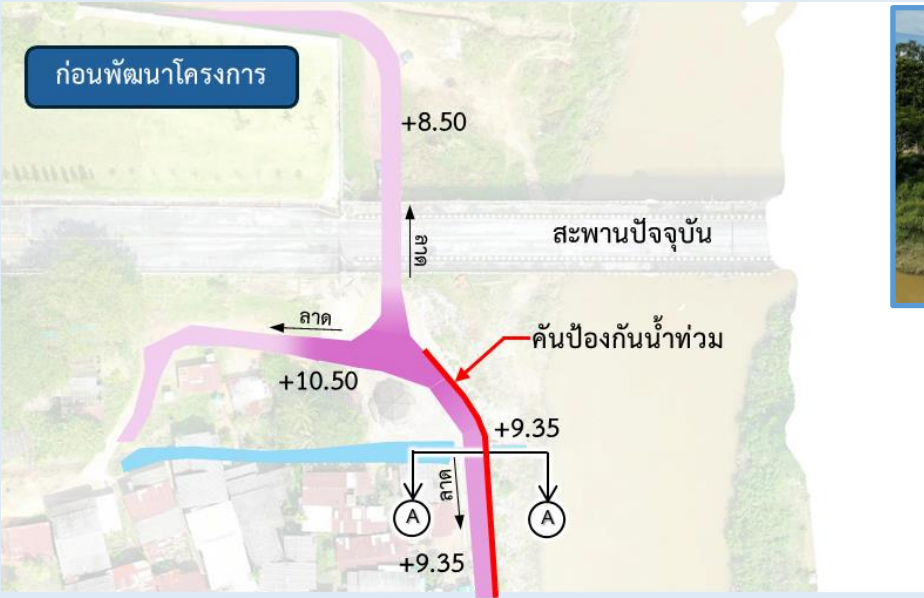 ก่อนพัฒนาโครงการ
+8.50
ลาด
สะพานปัจจุบัน
ลาด
คันป้องกันน้ำท่วม
+10.50
+9.35
ลาด
A
A
+9.35